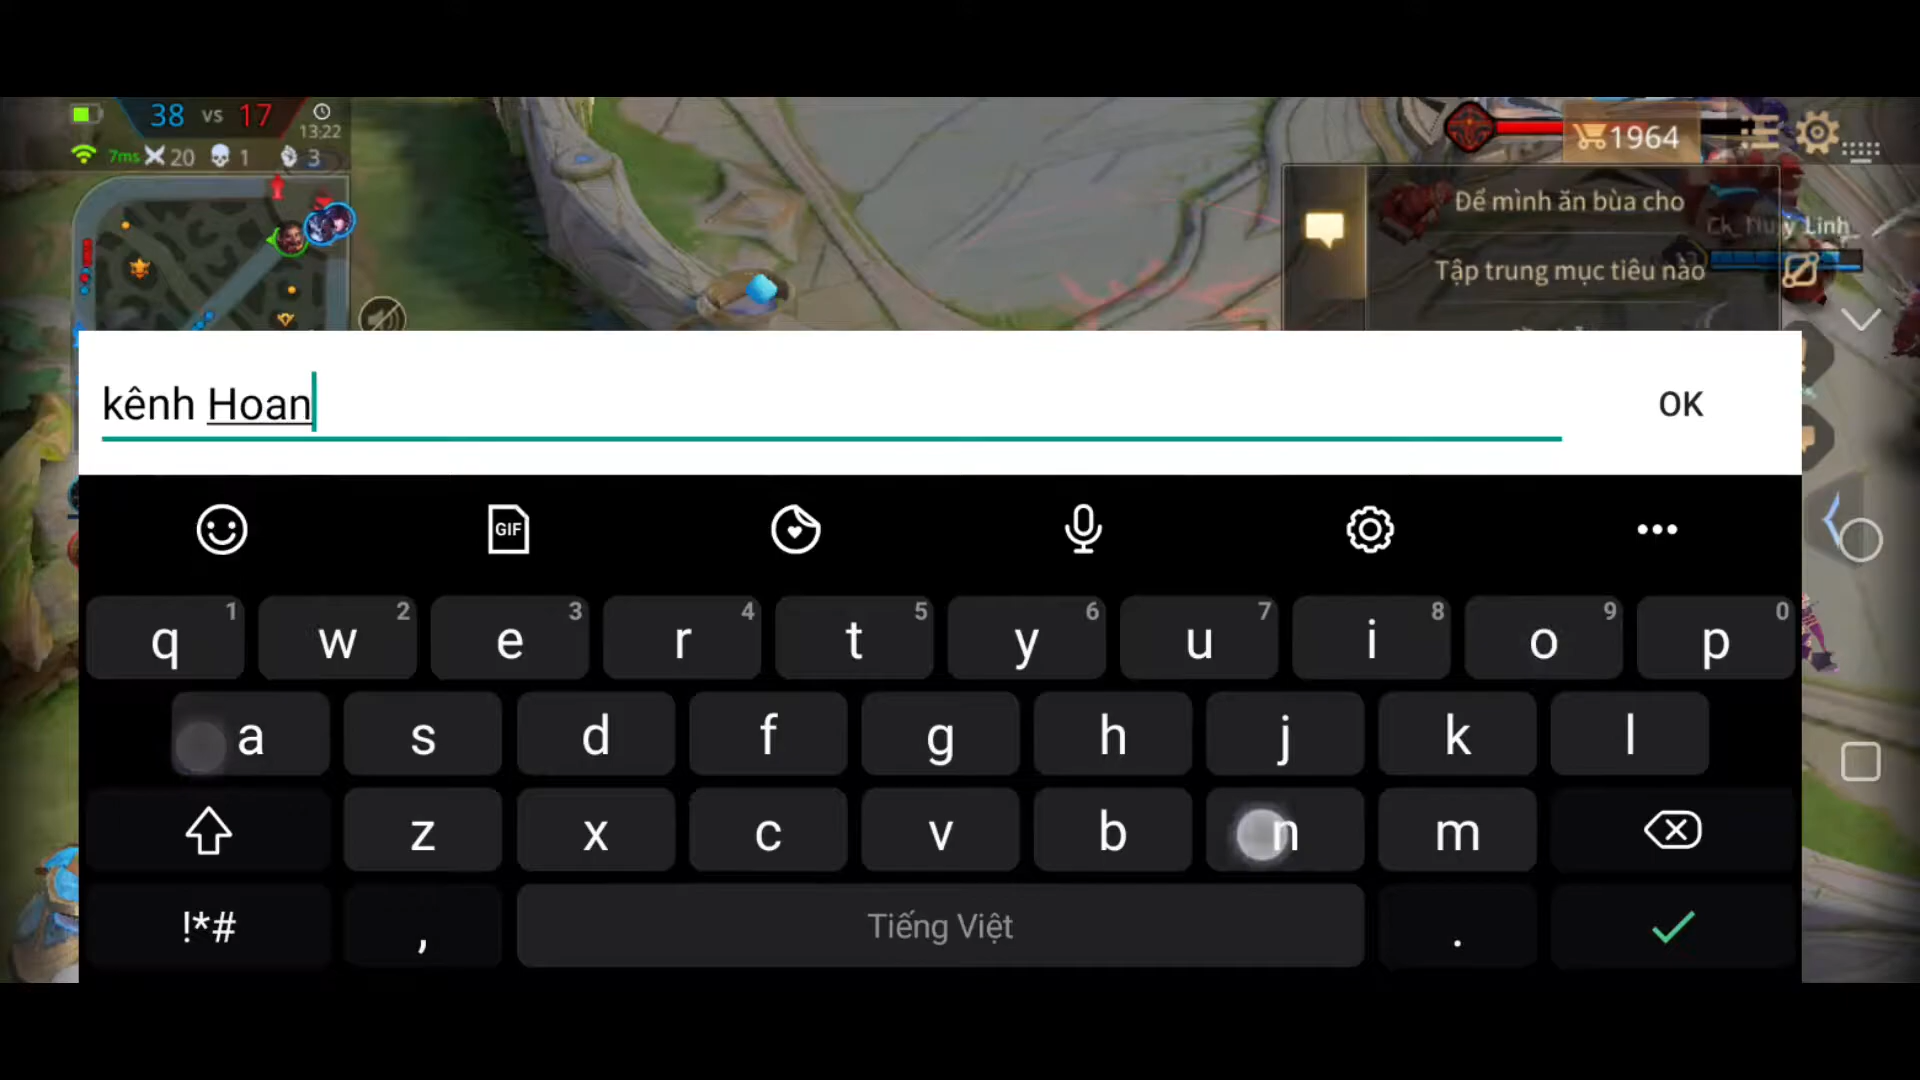 38 vs 17
13:22
7ms 20 1 3
1964
Để mình ăn bùa cho
Linh
Tập trung mục tiêu nào
kênh Hoan
OK
GIF
q 1 w 2 e 3 r 4 t 5 y 6 u 7 i 8 o 9 p 0
a s d f g h j k l
z x c v b n m
!*# , Tiếng Việt .